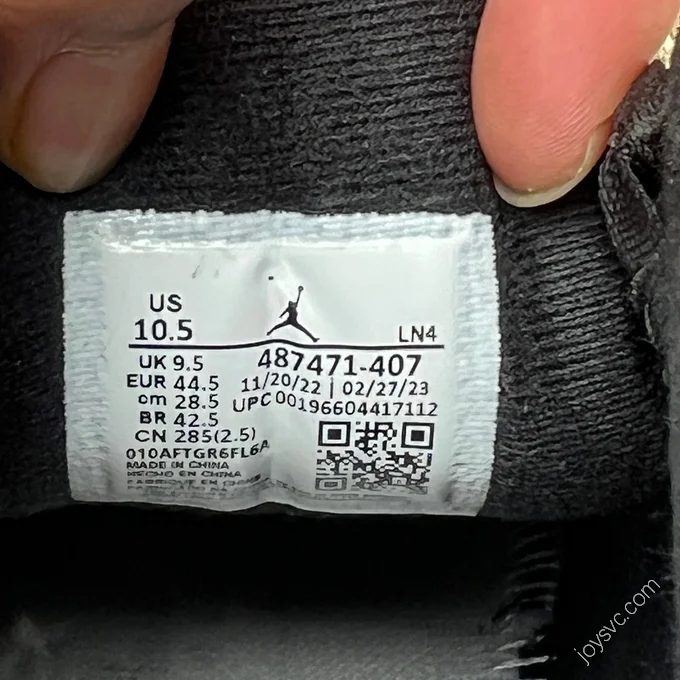 US
10.5
LN4
UK 9.5
487471-407
EUR 44.5
11/20/22 | 02/27/23
cm 28.5
UPC 00196604417112
BR 42.5
CN 285(2.5)
010AFTGR6FL6A
MADE IN CHINA
HECHO EN CHINA
FABRIQUE EN
joysvc.com